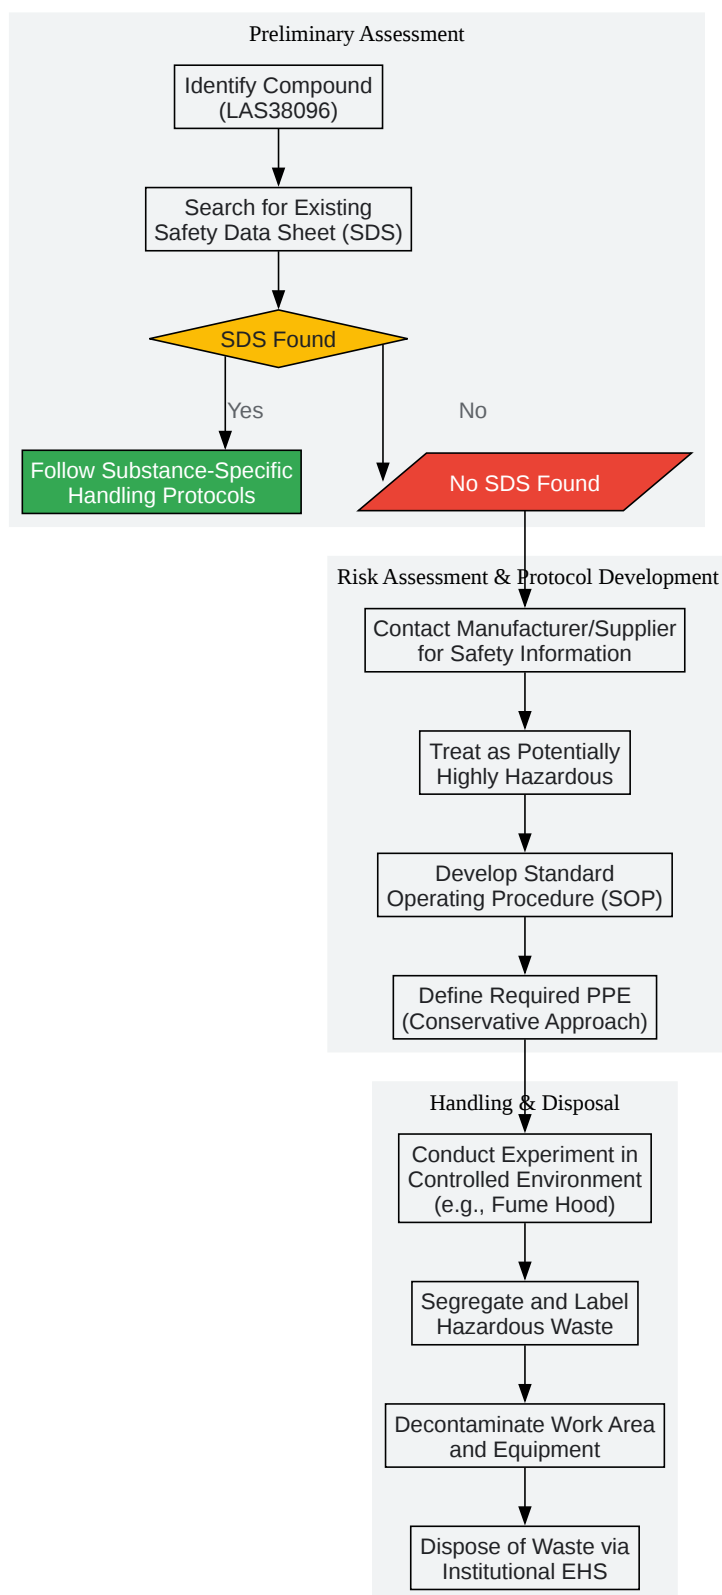 Preliminary Assessment
Identify Compound
(LAS38096)
Search for Existing
Safety Data Sheet (SDS)
SDS Found
Yes
No
Follow Substance-Specific
Handling Protocols
No SDS Found
Risk Assessment & Protocol Development
Contact Manufacturer/Supplier
for Safety Information
Treat as Potentially
Highly Hazardous
Develop Standard
Operating Procedure (SOP)
Define Required PPE
(Conservative Approach)
Handling & Disposal
Conduct Experiment in
Controlled Environment
(e.g., Fume Hood)
Segregate and Label
Hazardous Waste
Decontaminate Work Area
and Equipment
Dispose of Waste via
Institutional EHS